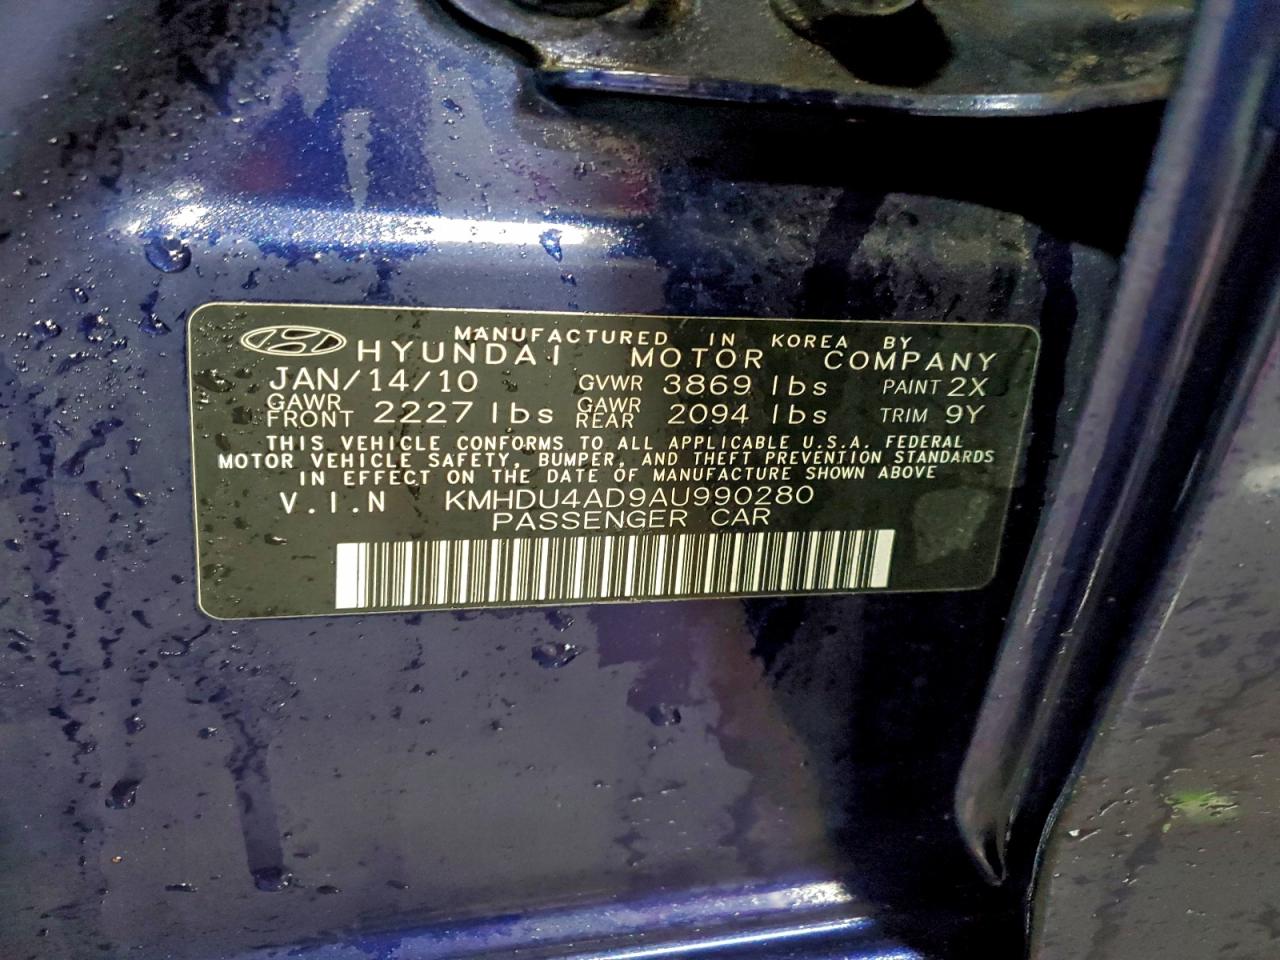 MANUFACTURED IN KOREA BY
HYUNDAI MOTOR COMPANY
JAN/14/10 GVWR 3869 lbs PAINT 2X
GAWR FRONT 2227 lbs GAWR REAR 2094 lbs TRIM 9Y
THIS VEHICLE CONFORMS TO ALL APPLICABLE U.S.A. FEDERAL
MOTOR VEHICLE SAFETY, BUMPER, AND THEFT PREVENTION STANDARDS
IN EFFECT ON THE DATE OF MANUFACTURE SHOWN ABOVE
V.I.N KMHDU4AD9AU990280
PASSENGER CAR